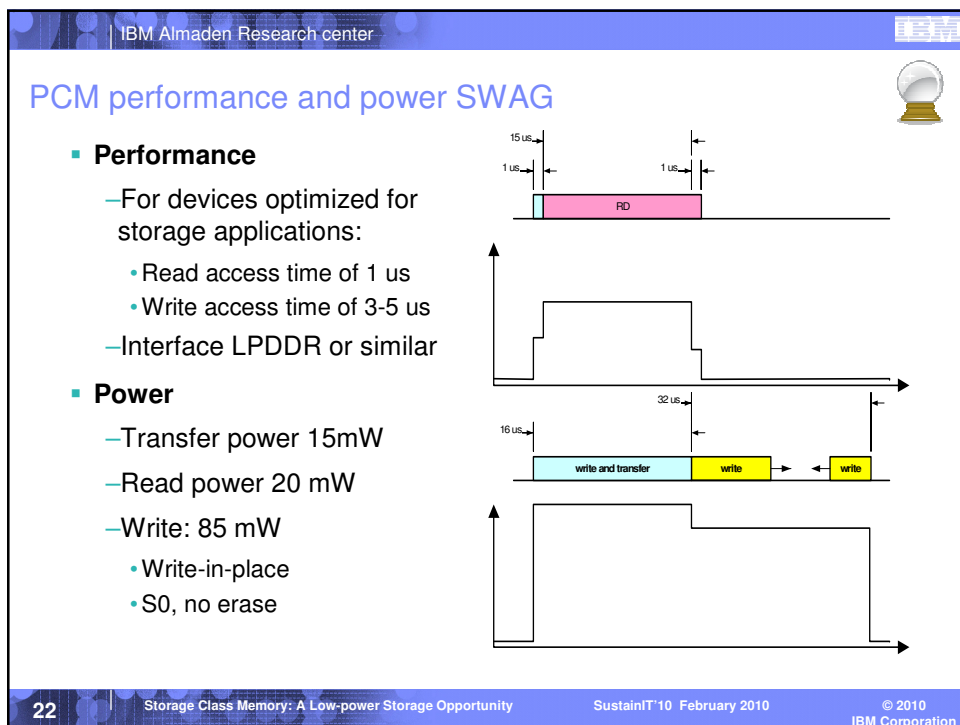 IBM Almaden Research center
IBM
PCM performance and power SWAG
Performance
–For devices optimized for
storage applications:
•Read access time of 1 us
•Write access time of 3-5 us
–Interface LPDDR or similar
Power
–Transfer power 15mW
–Read power 20 mW
–Write: 85 mW
•Write-in-place
•S0, no erase
15 us
1 us
1 us
RD
32 us
16 us
write and transfer
write
write
22
Storage Class Memory: A Low-power Storage Opportunity
SustainIT'10 February 2010
© 2010
IBM Corporation